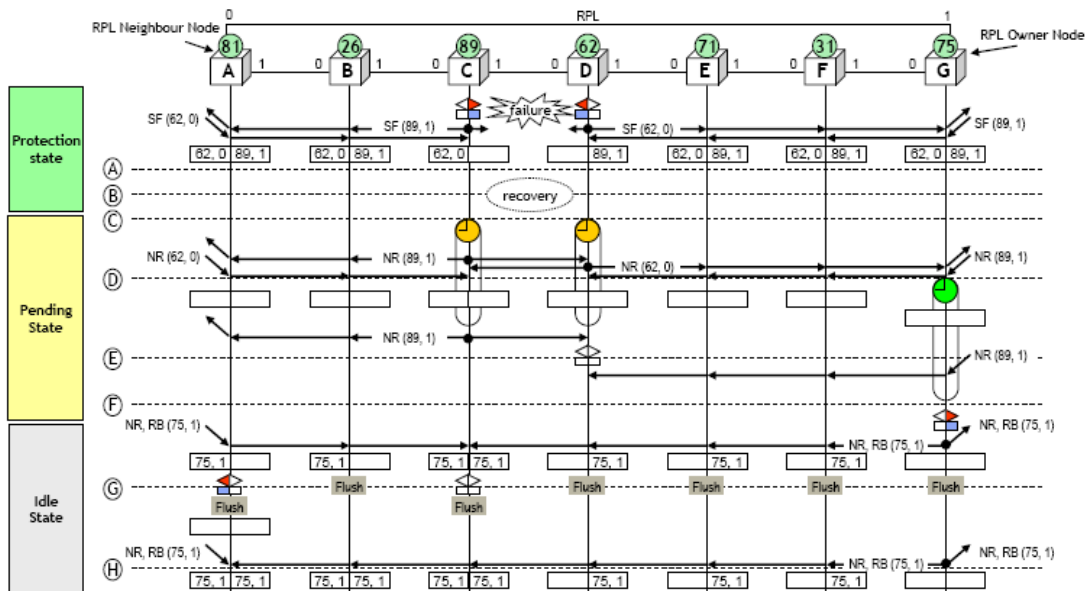 0 RPL 1
RPL Neighbour Node
RPL Owner Node
81 26 89 62 71 31 75
A 1 0 B 1 0 C 1 0 D 1 0 E 1 0 F 1 0 G
failure
SF (62, 0) SF (89, 1) SF (62, 0) SF (89, 1)
Protection state
62, 0 89, 1 62, 0 89, 1 62, 0 89, 1 62, 0 89, 1 62, 0 89, 1 62, 0 89, 1
A
B
recovery
C
NR (62, 0) NR (89, 1) NR (62, 0) NR (89, 1)
D
Pending State
NR (89, 1)
E
NR (89, 1)
F
NR, RB (75, 1) NR, RB (75, 1) NR, RB (75, 1)
75, 1 75, 1 75, 1 75, 1 75, 1 75, 1 75, 1
G
Flush Flush Flush Flush Flush
Flush Flush
Idle State
NR, RB (75, 1) NR, RB (75, 1) NR, RB (75, 1)
H
75, 1 75, 1 75, 1 75, 1 75, 1 75, 1 75, 1 75, 1 75, 1